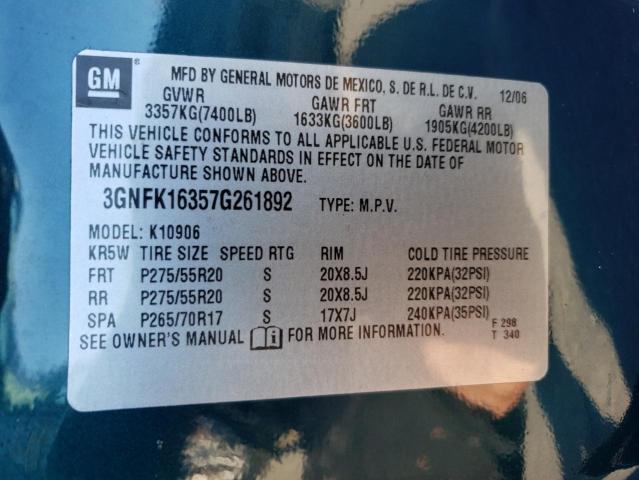 GM ® MFD BY GENERAL MOTORS DE MEXICO, S. DE R.L. DE C.V. 12/06
GVWR GAWR FRT GAWR RR
3357KG(7400LB) 1633KG(3600LB) 1905KG(4200LB)
THIS VEHICLE CONFORMS TO ALL APPLICABLE U.S. FEDERAL MOTOR
VEHICLE SAFETY STANDARDS IN EFFECT ON THE DATE OF
MANUFACTURE SHOWN ABOVE.
3GNFK16357G261892 TYPE: M.P.V.
MODEL: K10906
KR5W TIRE SIZE SPEED RTG RIM COLD TIRE PRESSURE
FRT P275/55R20 S 20X8.5J 220KPA(32PSI)
RR P275/55R20 S 20X8.5J 220KPA(32PSI)
SPA P265/70R17 S 17X7J 240KPA(35PSI) F 298
SEE OWNER'S MANUAL i FOR MORE INFORMATION. T 340